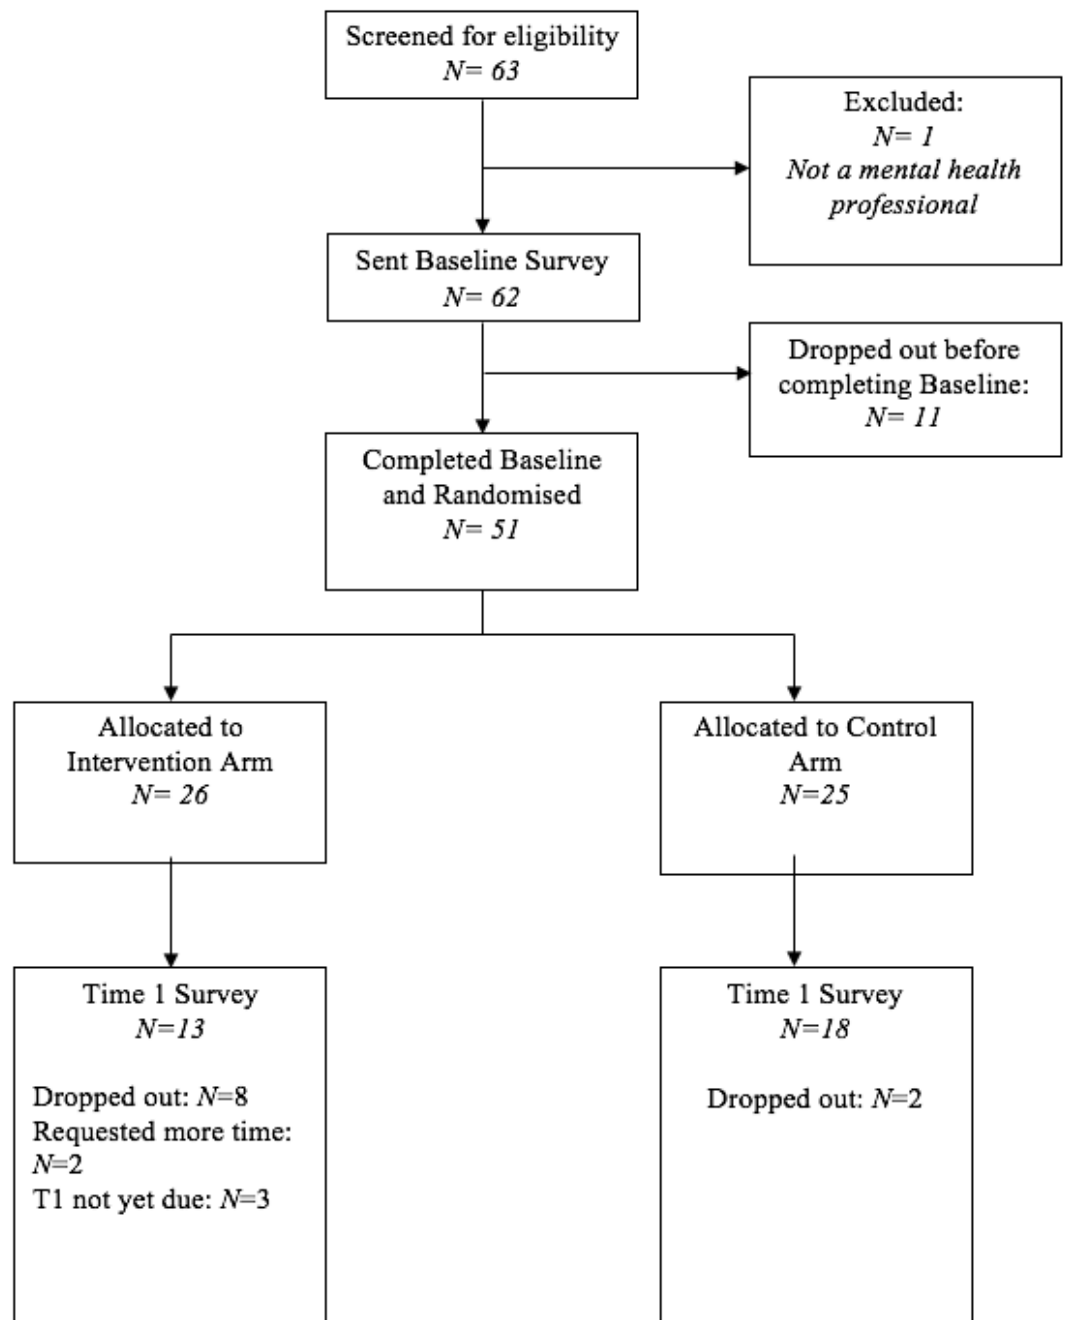 Screened for eligibility
N= 63
Excluded:
N= 1
Not a mental health
professional
Sent Baseline Survey
N= 62
Dropped out before
completing Baseline:
N= 11
Completed Baseline
and Randomised
N= 51
Allocated to
Intervention Arm
N= 26
Allocated to Control
Arm
N=25
Time 1 Survey
N=13
Dropped out: N=8
Requested more time:
N=2
T1 not yet due: N=3
Time 1 Survey
N=18
Dropped out: N=2